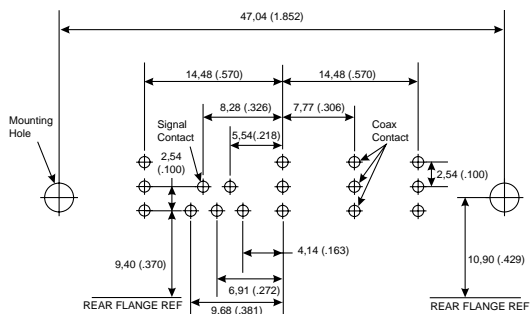 47,04 (1.852)
14,48 (.570)
14,48 (.570)
8,28 (.326)
7,77 (.306)
Mounting
Hole
Signal
Contact
Coax
Contact
5,54(.218)
2,54
(.100)
2,54
(.100)
4,14 (.163)
9,40 (.370)
10,90 (.429)
6,91 (.272)
REAR FLANGE REF
REAR FLANGE REF
9,68 (.381)